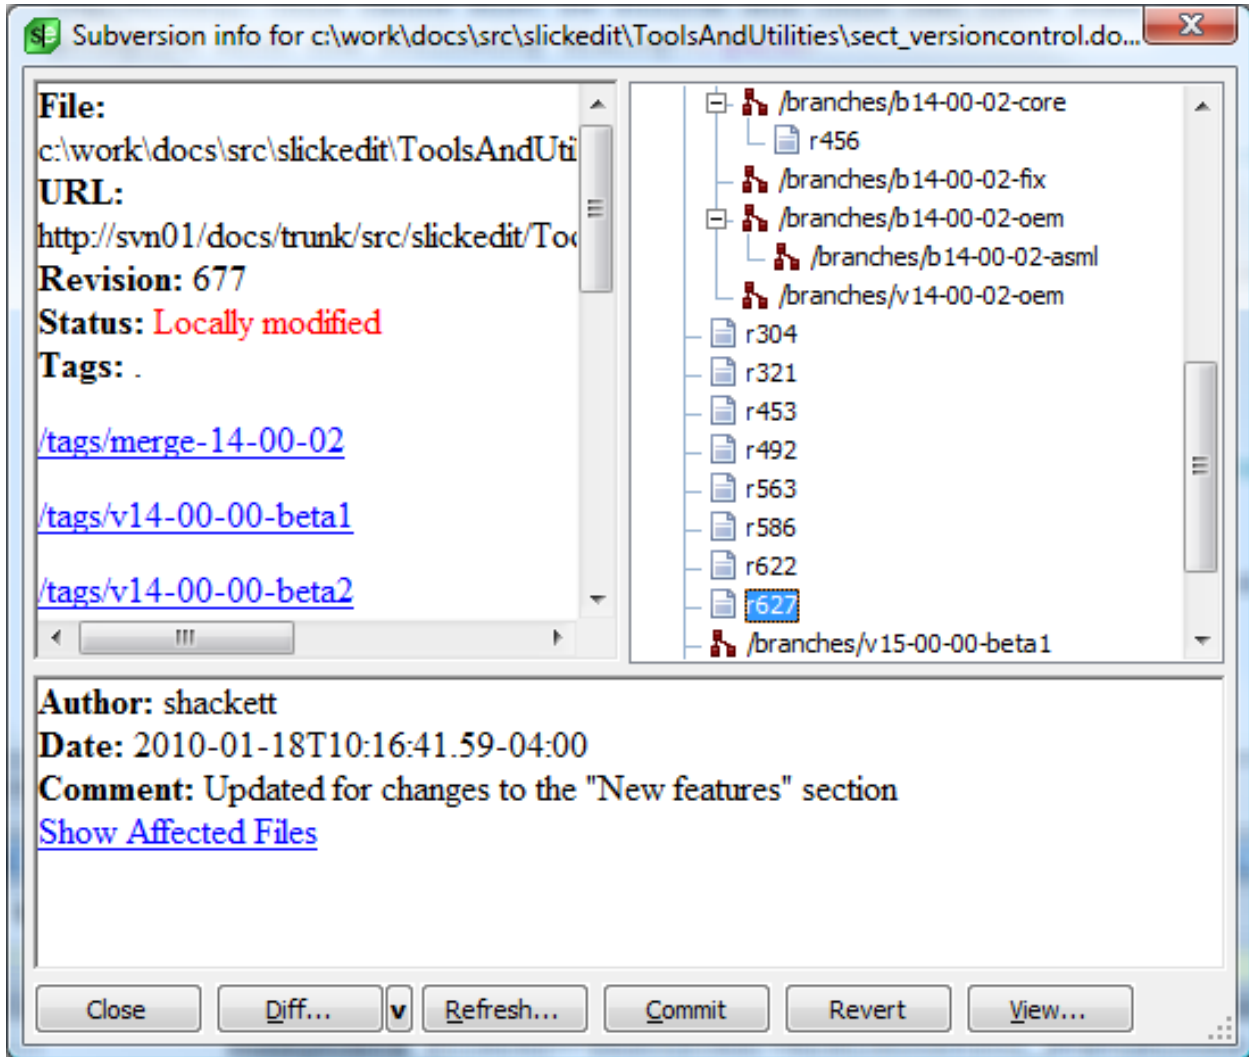 Subversion info for c:\work\docs\src\slickedit\ToolsAndUtilities\sect_versioncontrol.do...
File:
c:\work\docs\src\slickedit\ToolsAndUti
URL:
http://svn01/docs/trunk/src/slickedit/Too
Revision: 677
Status: Locally modified
Tags: .
/tags/merge-14-00-02
/tags/v14-00-00-beta1
/tags/v14-00-00-beta2
/branches/b14-00-02-core
r456
/branches/b14-00-02-fix
/branches/b14-00-02-oem
/branches/b14-00-02-asml
/branches/v14-00-02-oem
r304
r321
r453
r492
r563
r586
r622
r627
/branches/v15-00-00-beta1
Author: shackett
Date: 2010-01-18T10:16:41.59-04:00
Comment: Updated for changes to the "New features" section
Show Affected Files
Close
Diff...
v
Refresh...
Commit
Revert
View...